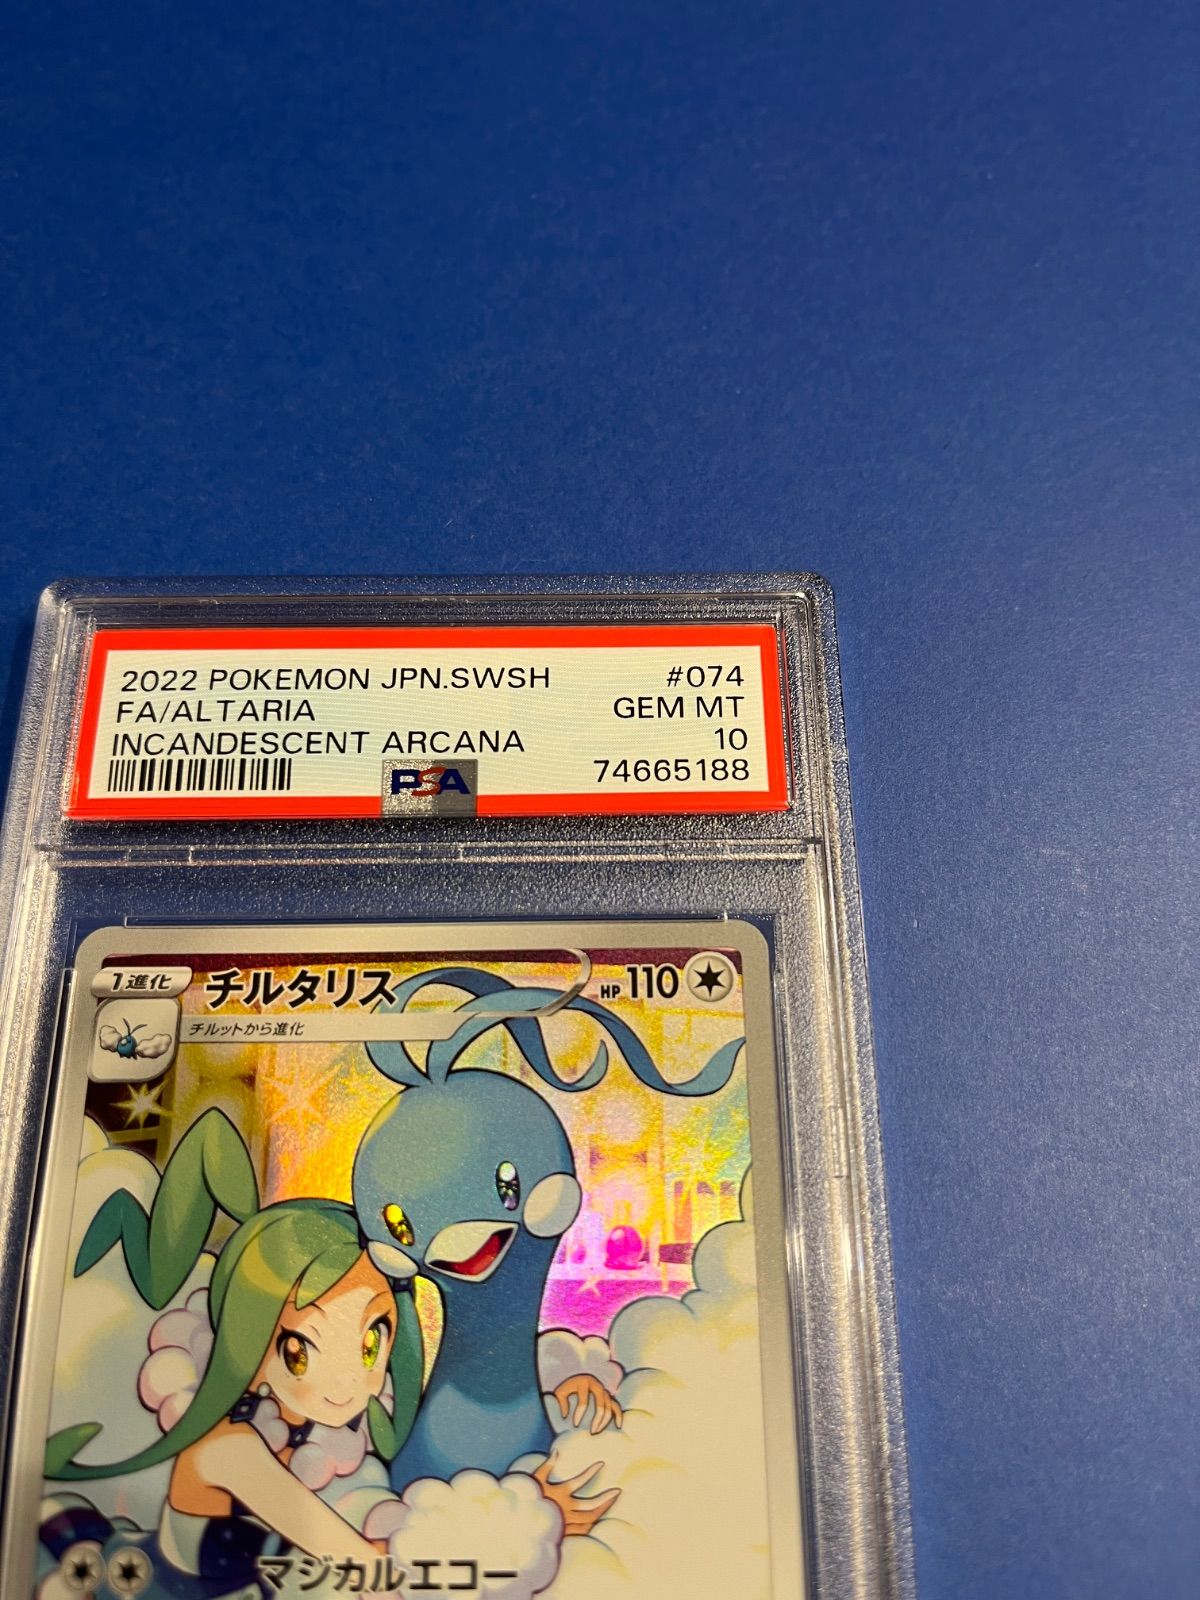 2022 POKEMON JPN.SWSH #074
FA/ALTARIA GEM MT
INCANDESCENT ARCANA 10
PSA 74665188
1進化 チルタリス HP 110
チルットから進化
マジカルエコー